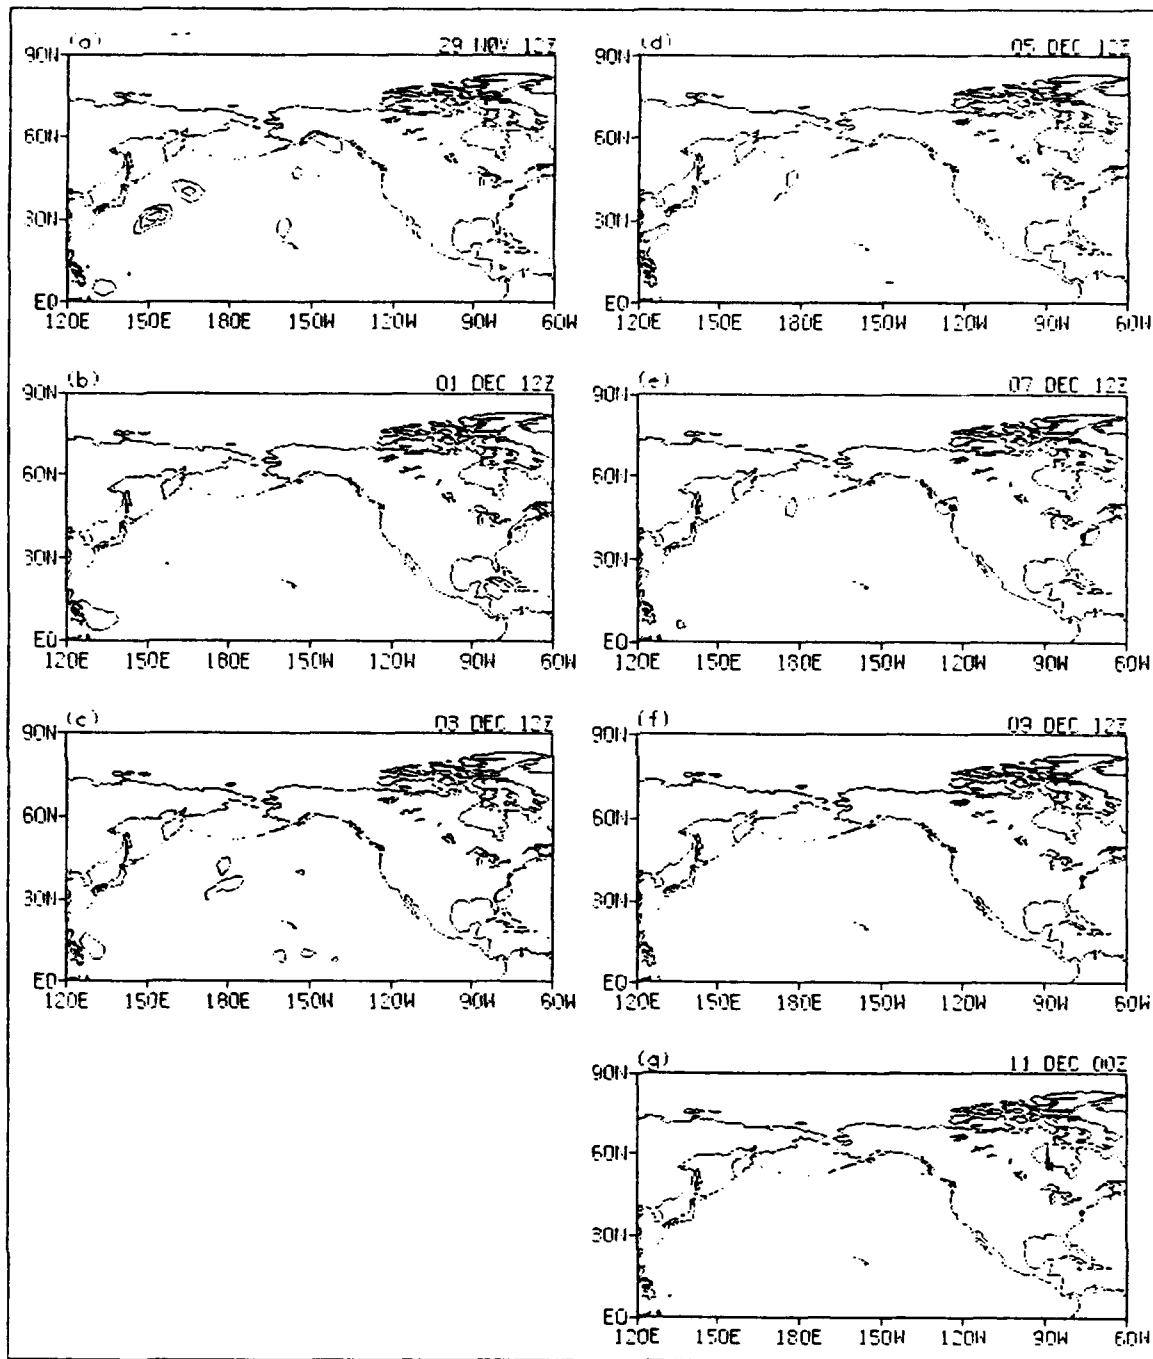 (a) 29 NOV 12Z
90N
60N
30N
EQ
120E 150E 180E 150W 120W 90W 60W
(b) 01 DEC 12Z
90N
60N
30N
EQ
120E 150E 180E 150W 120W 90W 60W
(c) 03 DEC 12Z
90N
60N
30N
EQ
120E 150E 180E 150W 120W 90W 60W
(d) 05 DEC 12Z
90N
60N
30N
EQ
120E 150E 180E 150W 120W 90W 60W
(e) 07 DEC 12Z
90N
60N
30N
EQ
120E 150E 180E 150W 120W 90W 60W
(f) 09 DEC 12Z
90N
60N
30N
EQ
120E 150E 180E 150W 120W 90W 60W
(g) 11 DEC 00Z
90N
60N
30N
EQ
120E 150E 180E 150W 120W 90W 60W